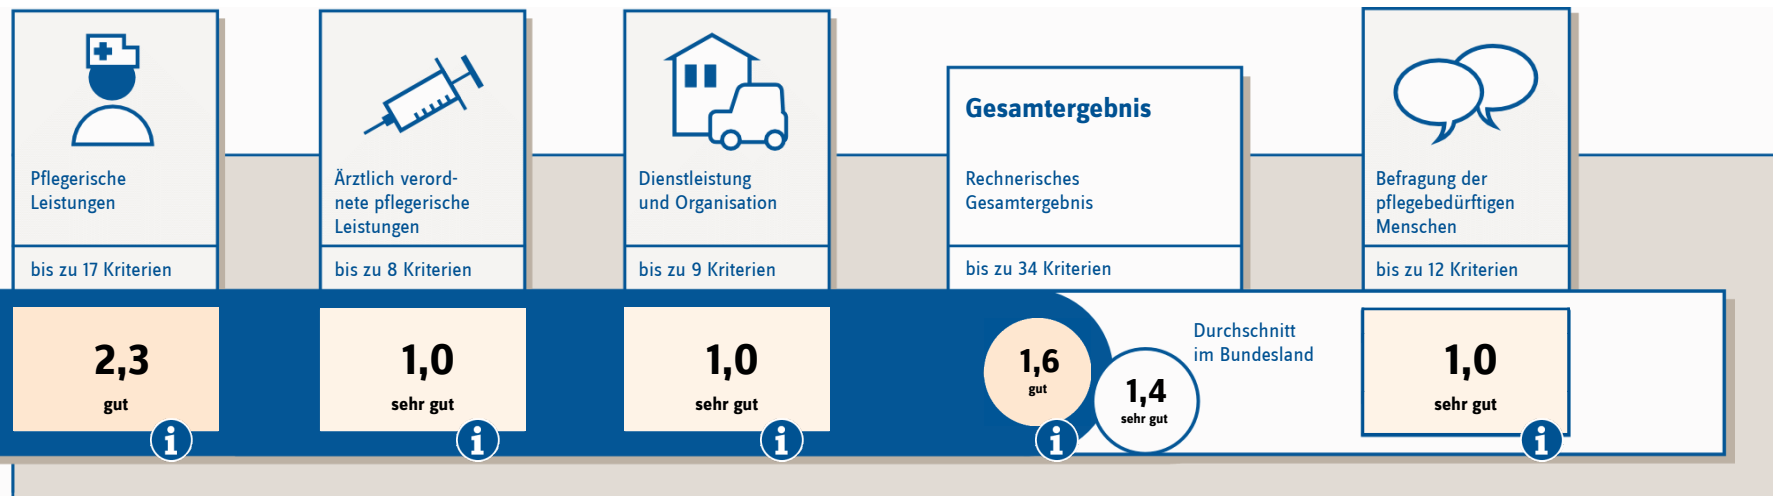 Pflegerische
Leistungen
bis zu 17 Kriterien
2,3
gut
i
Ärztlich verord-
nete pflegerische
Leistungen
bis zu 8 Kriterien
1,0
sehr gut
i
Dienstleistung
und Organisation
bis zu 9 Kriterien
1,0
sehr gut
i
Gesamtergebnis
Rechnerisches
Gesamtergebnis
bis zu 34 Kriterien
1,6
gut
i
1,4
sehr gut
Durchschnitt
im Bundesland
Befragung der
pflegebedürftigen
Menschen
bis zu 12 Kriterien
1,0
sehr gut
i